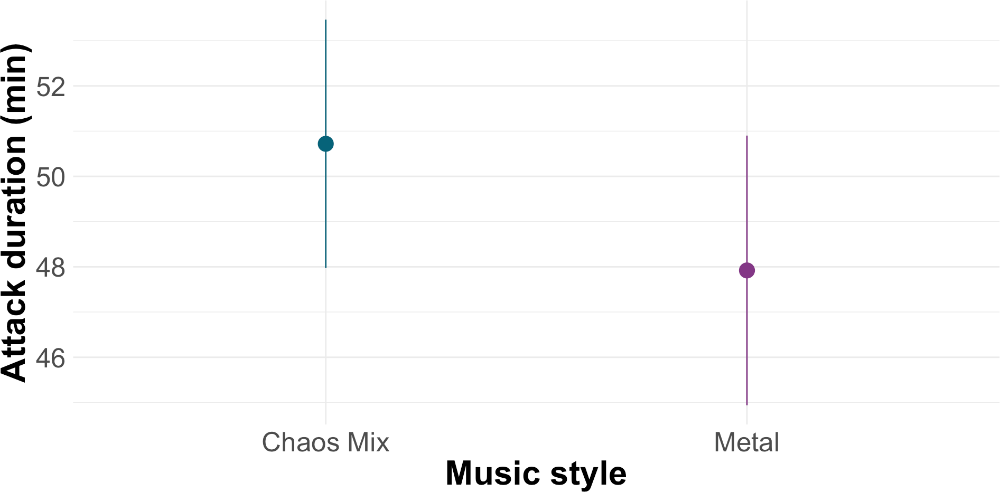 Attack duration (min)
52
50
48
46
Chaos Mix
Metal
Music style